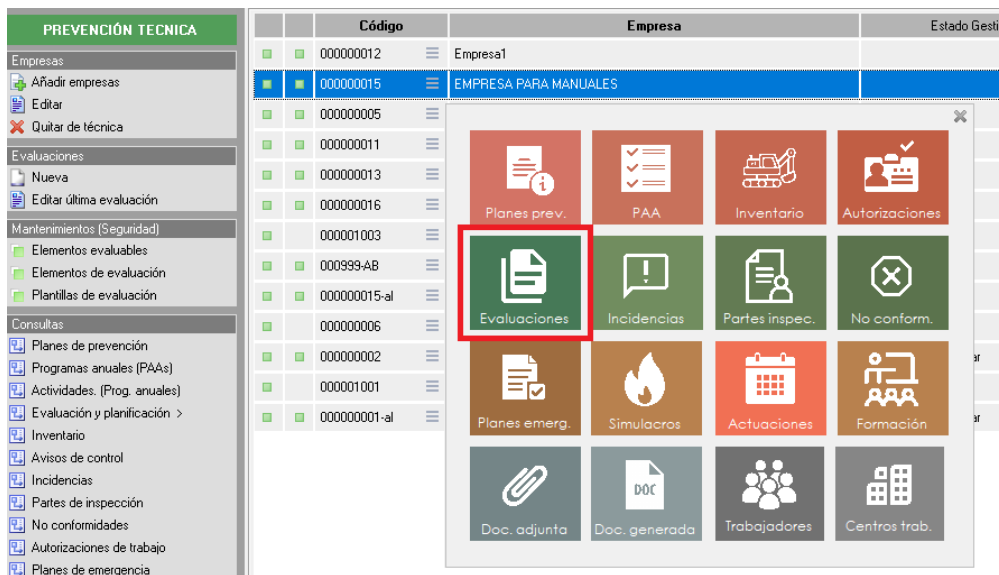 PREVENCIÓN TECNICA
Empresas
Añadir empresas
Editar
Quitar de técnica
Evaluaciones
Nueva
Editar última evaluación
Mantenimientos (Seguridad)
Elementos evaluables
Elementos de evaluación
Plantillas de evaluación
Consultas
Planes de prevención
Programas anuales (PAAs)
Actividades. (Prog. anuales)
Evaluación y planificación >
Inventario
Avisos de control
Incidencias
Partes de inspección
No conformidades
Autorizaciones de trabajo
Planes de emergencia
Código Empresa Estado Gesti
000000012 Empresa1
000000015 EMPRESA PARA MANUALES
000000005
000000011
000000013
000000016
000001003
000999-AB
000000015-al
000000006
000000002 ar
000001001
000000001-al ar
Planes prev. PAA Inventario Autorizaciones
Evaluaciones Incidencias Partes inspec. No conform.
Planes emerg. Simulacros Actuaciones Formación
DOC
Doc. adjunta Doc. generada Trabajadores Centros trab.